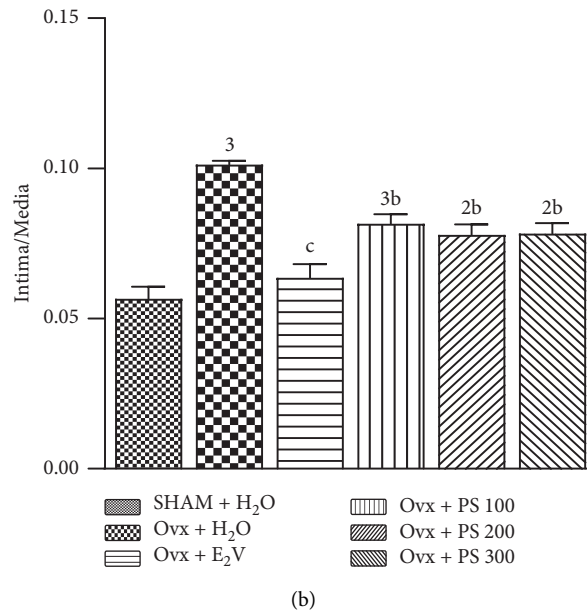 0.15
3
0.10
3b
2b
2b
c
Intima/Media
0.05
0.00
SHAM + H₂O
Ovx + PS 100
Ovx + H₂O
Ovx + PS 200
Ovx + E₂V
Ovx + PS 300
(b)